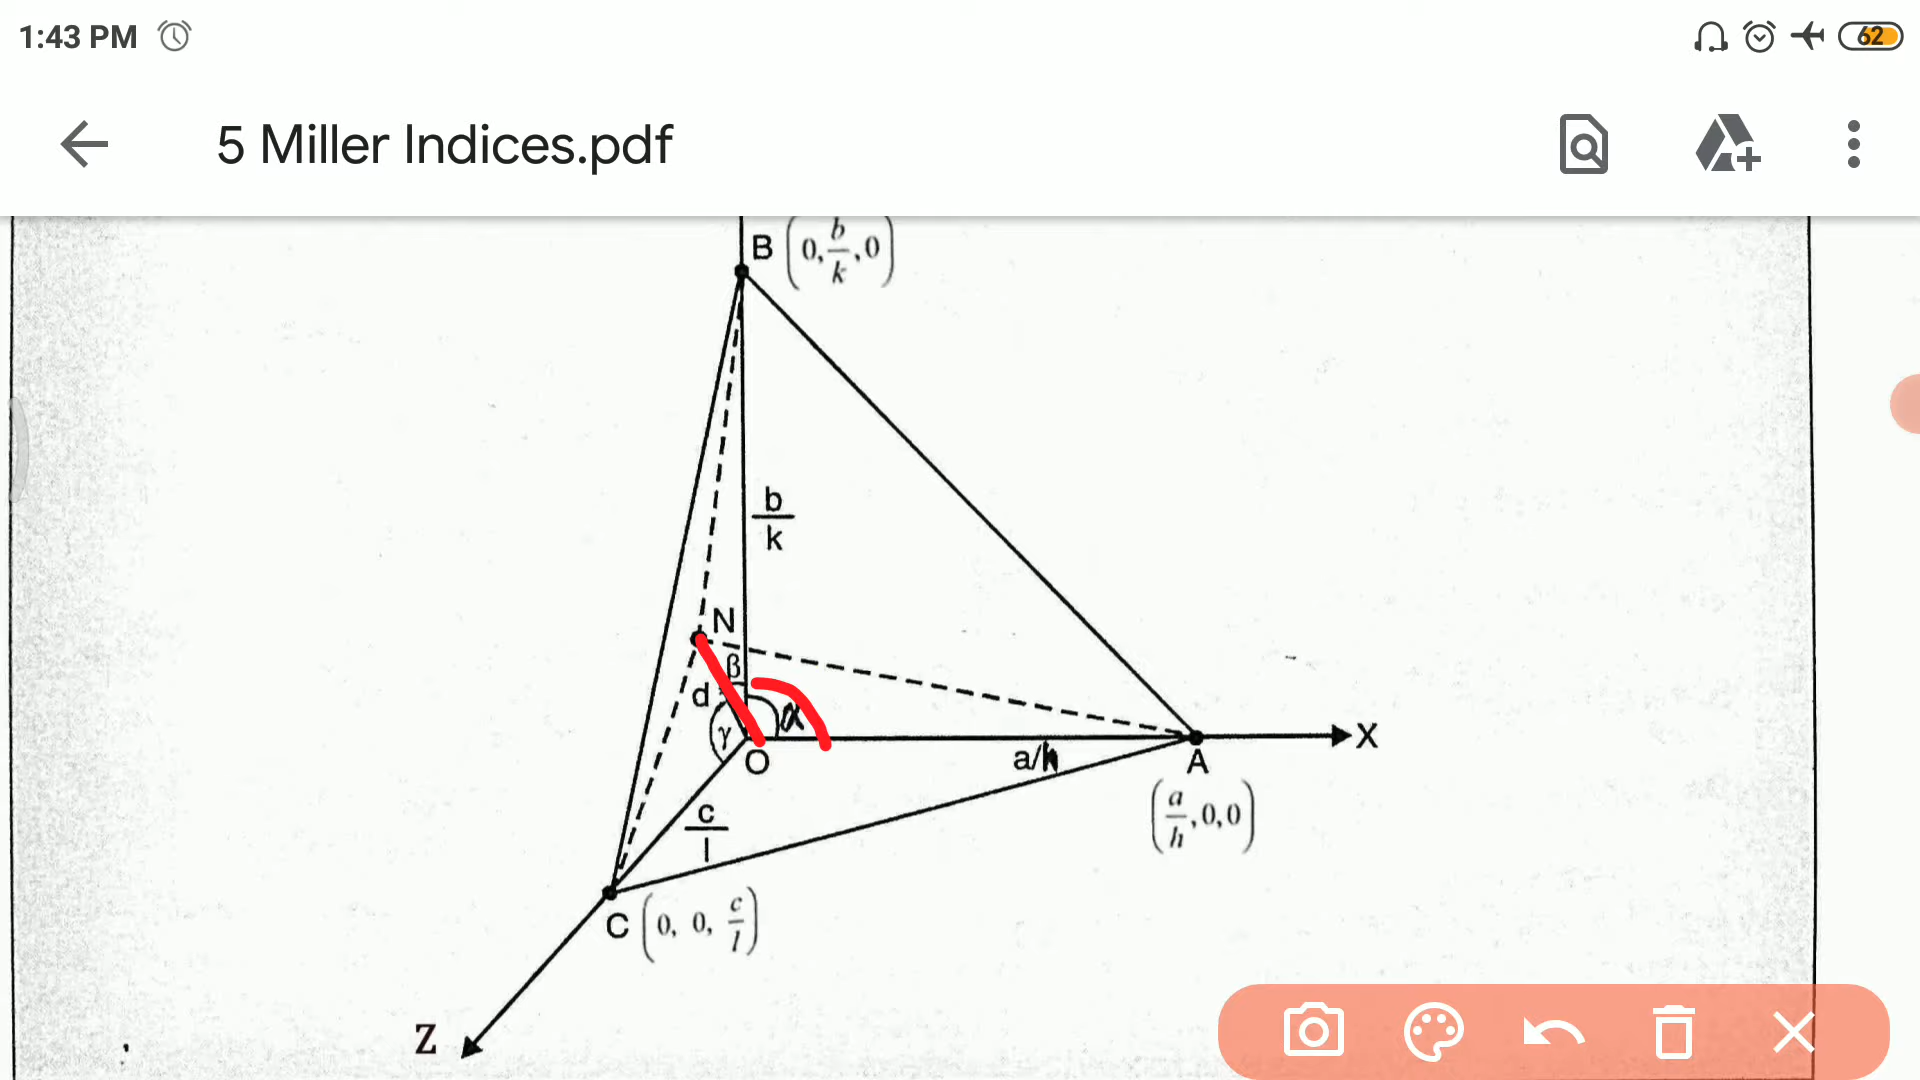 1:43 PM
62
5 Miller Indices.pdf
B (0, b/k, 0)
b/k
N
β
d
α
γ
O
a/h
X
A
(a/h, 0, 0)
c/l
C (0, 0, c/l)
Z